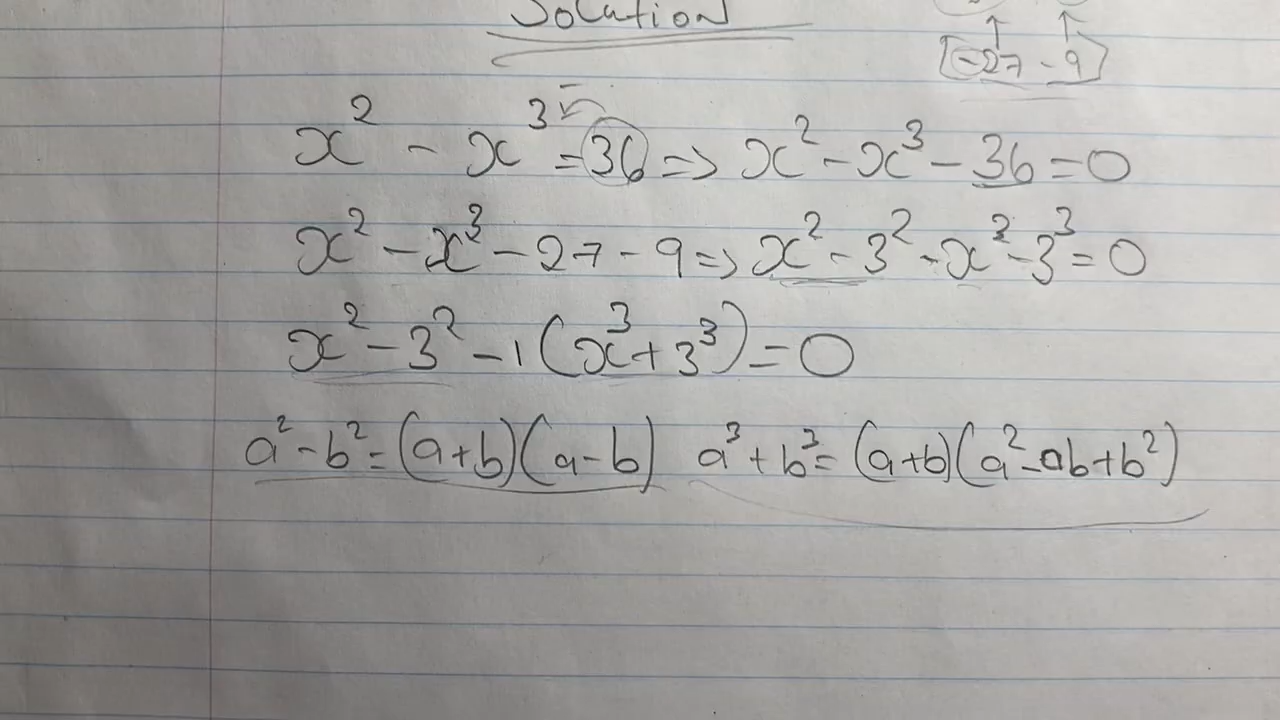 Solution
[-27 - 9]
x² - x³ = 36 => x² - x³ - 36 = 0
x² - x³ - 27 - 9 => x² - 3² - x³ - 3³ = 0
x² - 3² - 1(x³ + 3³) = 0
a² - b² = (a+b)(a-b) a³ + b³ = (a+b)(a² - ab + b²)